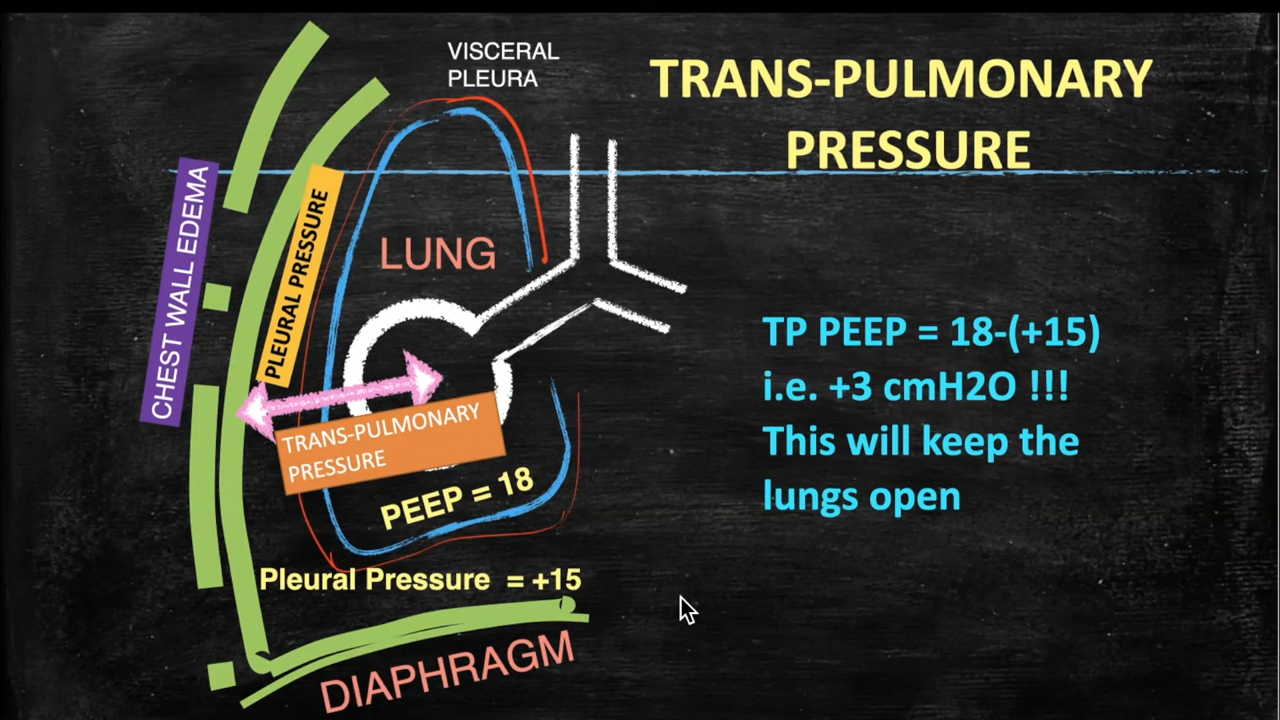 VISCERAL
PLEURA
TRANS-PULMONARY
PRESSURE
CHEST WALL EDEMA
PLEURAL PRESSURE
LUNG
TRANS-PULMONARY
PRESSURE
PEEP = 18
Pleural Pressure = +15
DIAPHRAGM
TP PEEP = 18-(+15)
i.e. +3 cmH2O !!!
This will keep the
lungs open